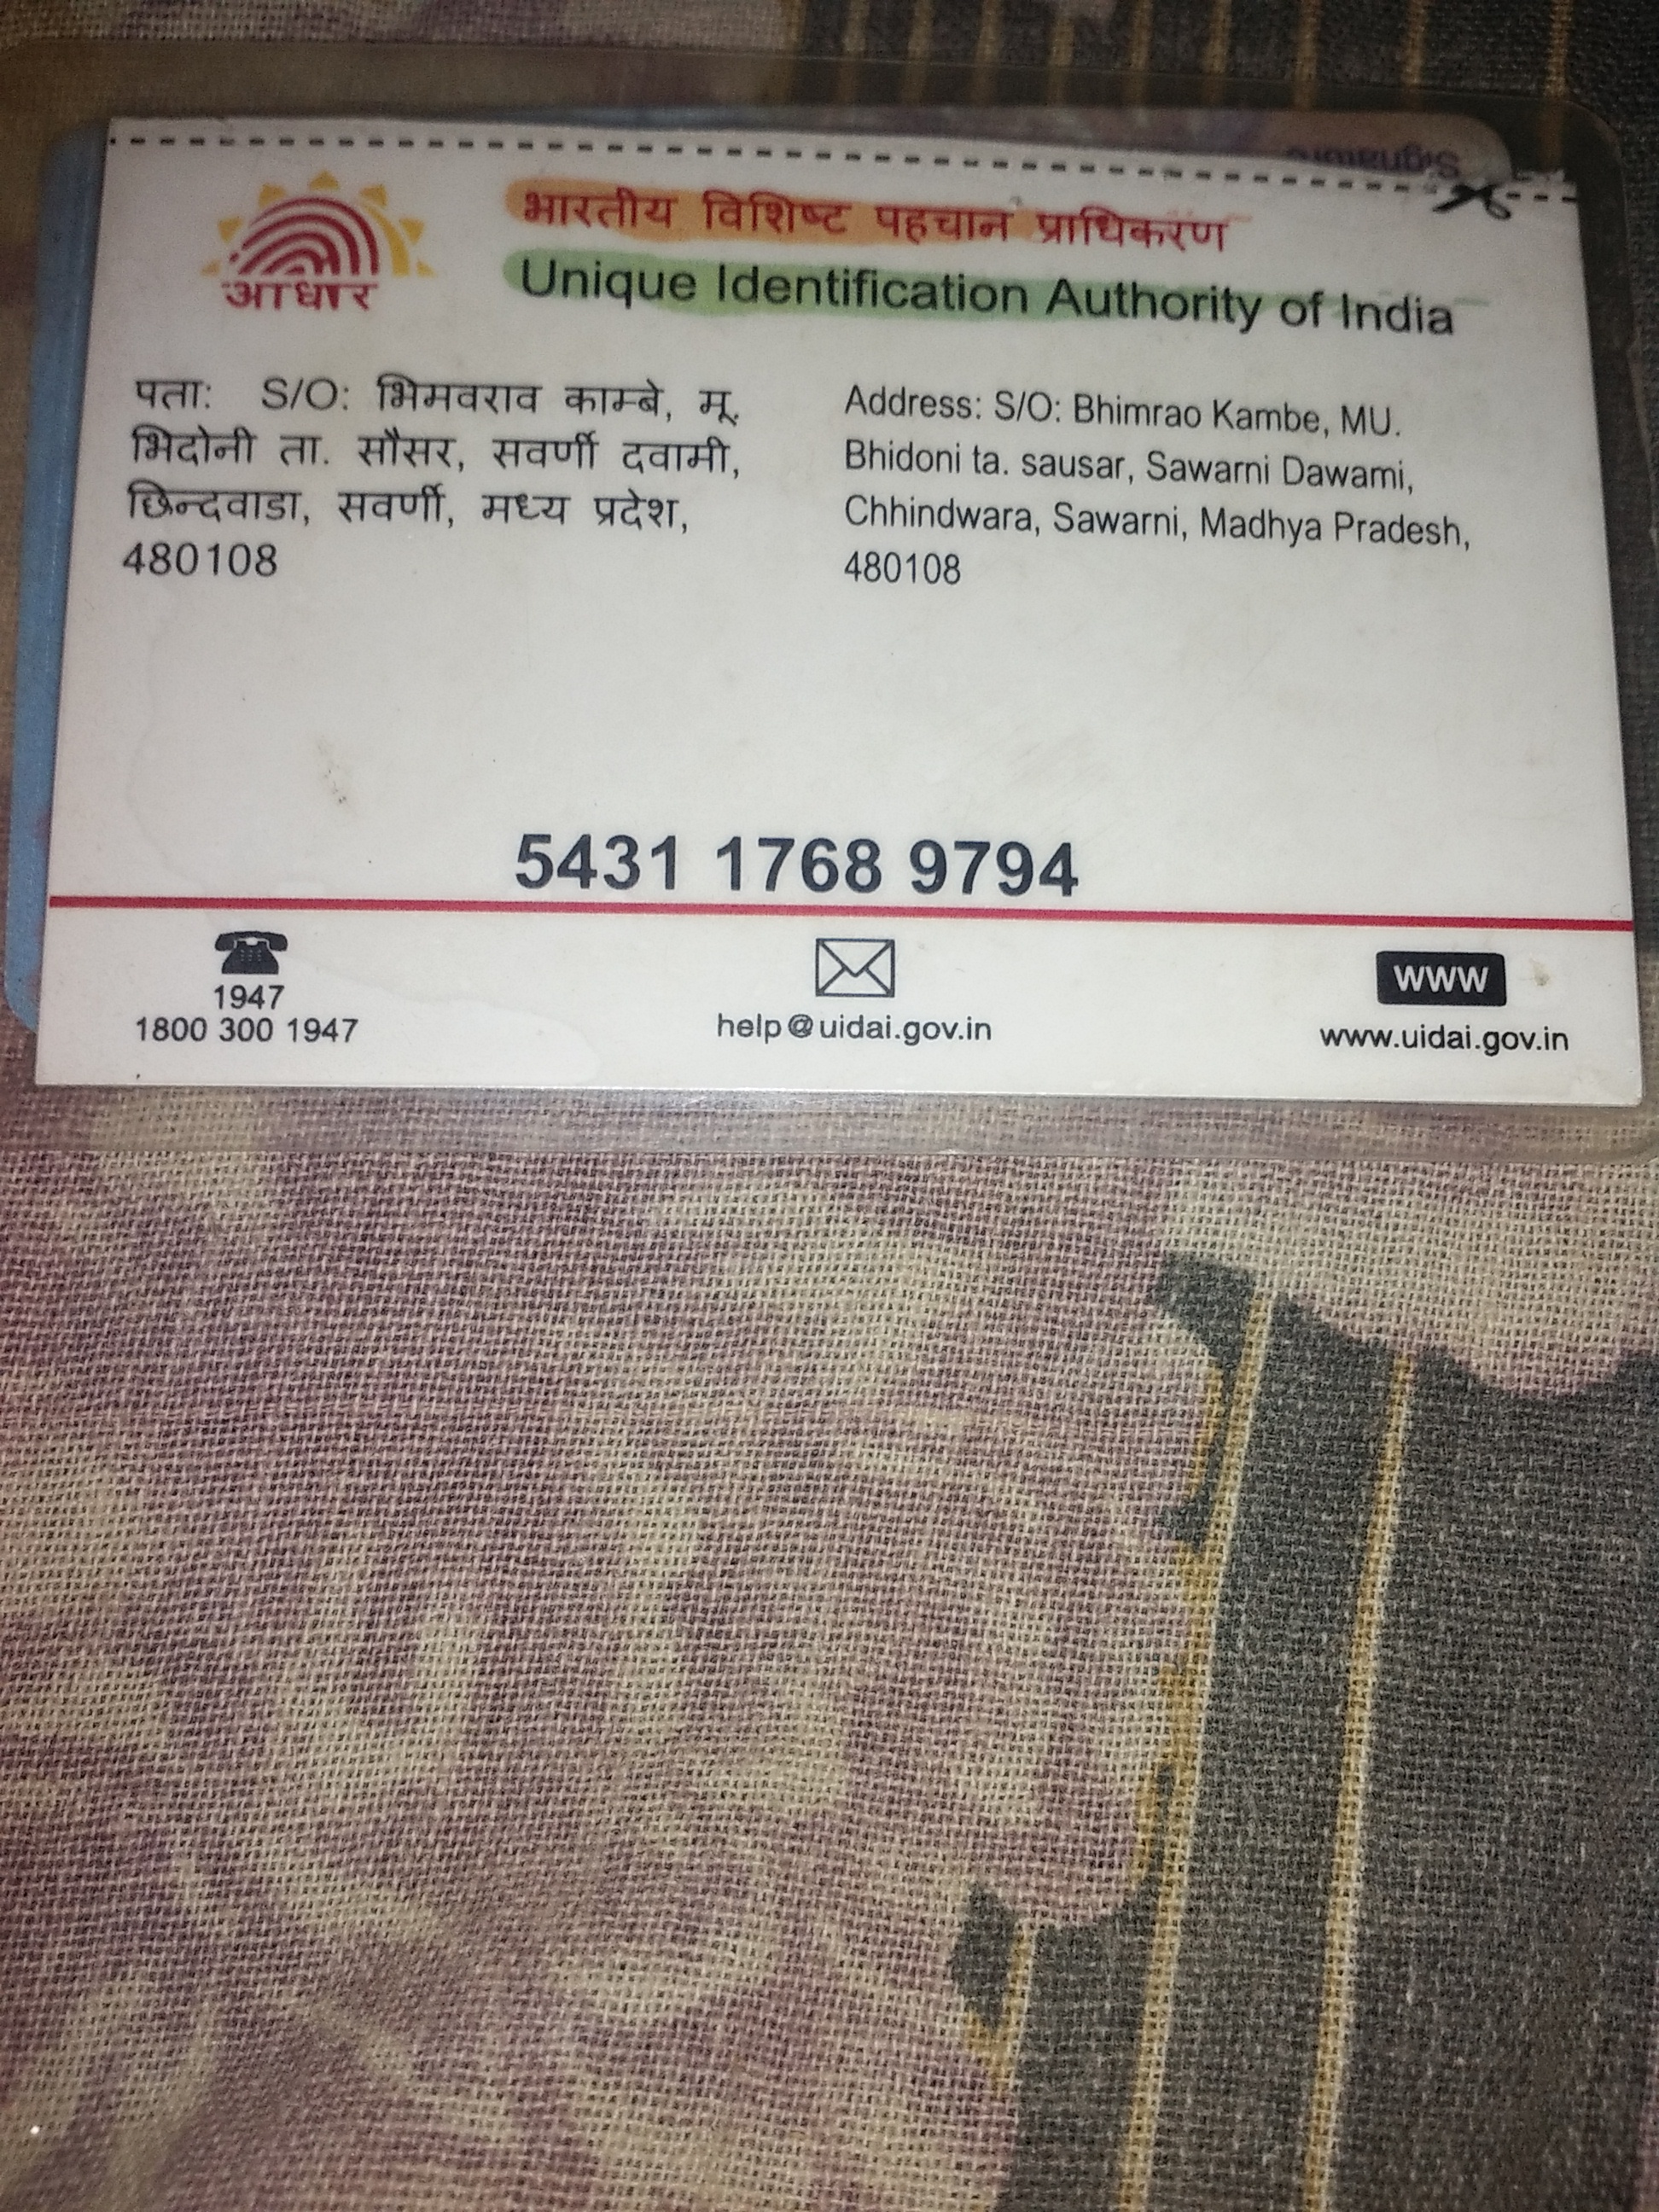 Signature
भारतीय विशिष्ट पहचान प्राधिकरण
Unique Identification Authority of India
आधार
पता: S/O: भिमवराव काम्बे, मू.
भिदोनी ता. सौसर, सवर्णी दवामी,
छिन्दवाडा, सवर्णी, मध्य प्रदेश,
480108
Address: S/O: Bhimrao Kambe, MU.
Bhidoni ta. sausar, Sawarni Dawami,
Chhindwara, Sawarni, Madhya Pradesh,
480108
5431 1768 9794
1947
1800 300 1947
help@uidai.gov.in
WWW
www.uidai.gov.in